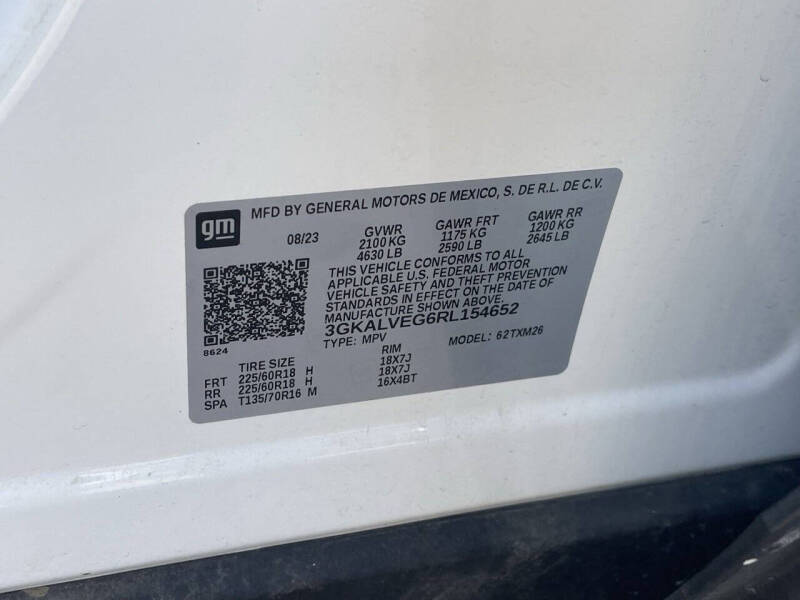 gm
MFD BY GENERAL MOTORS DE MEXICO, S. DE R.L. DE C.V.
08/23 GVWR GAWR FRT GAWR RR
2100 KG 1175 KG 1200 KG
4630 LB 2590 LB 2645 LB
THIS VEHICLE CONFORMS TO ALL
APPLICABLE U.S. FEDERAL MOTOR
VEHICLE SAFETY AND THEFT PREVENTION
STANDARDS IN EFFECT ON THE DATE OF
MANUFACTURE SHOWN ABOVE.
3GKALVEG6RL154652
8624
TYPE: MPV MODEL: 62TXM26
TIRE SIZE RIM
FRT 225/60R18 H 18X7J
RR 225/60R18 H 18X7J
SPA T135/70R16 M 16X4BT